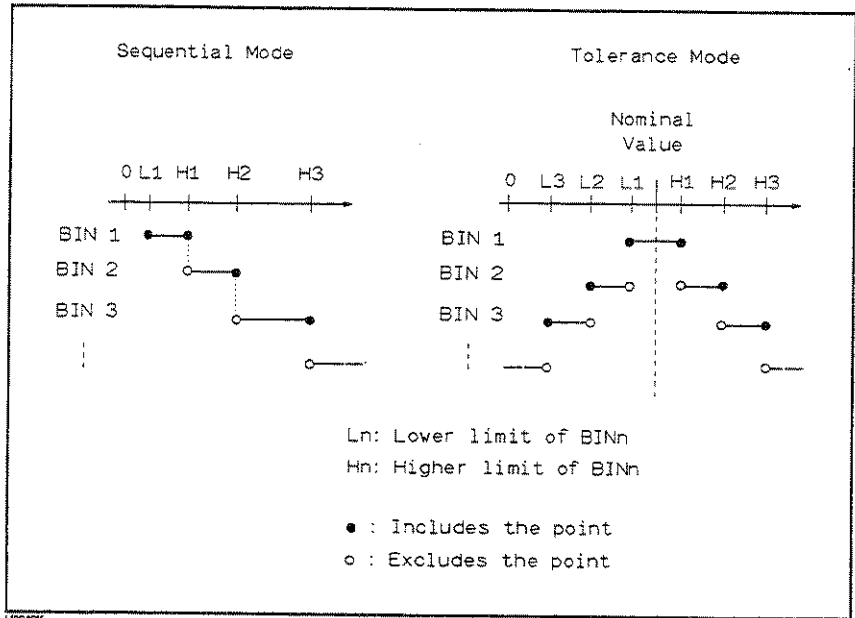 Sequential Mode
Tolerance Mode
Nominal
Value
0 L1 H1 H2 H3
0 L3 L2 L1 H1 H2 H3
BIN 1
BIN 2
BIN 3
BIN 1
BIN 2
BIN 3
Ln: Lower limit of BINn
Hn: Higher limit of BINn
● : Includes the point
○ : Excludes the point